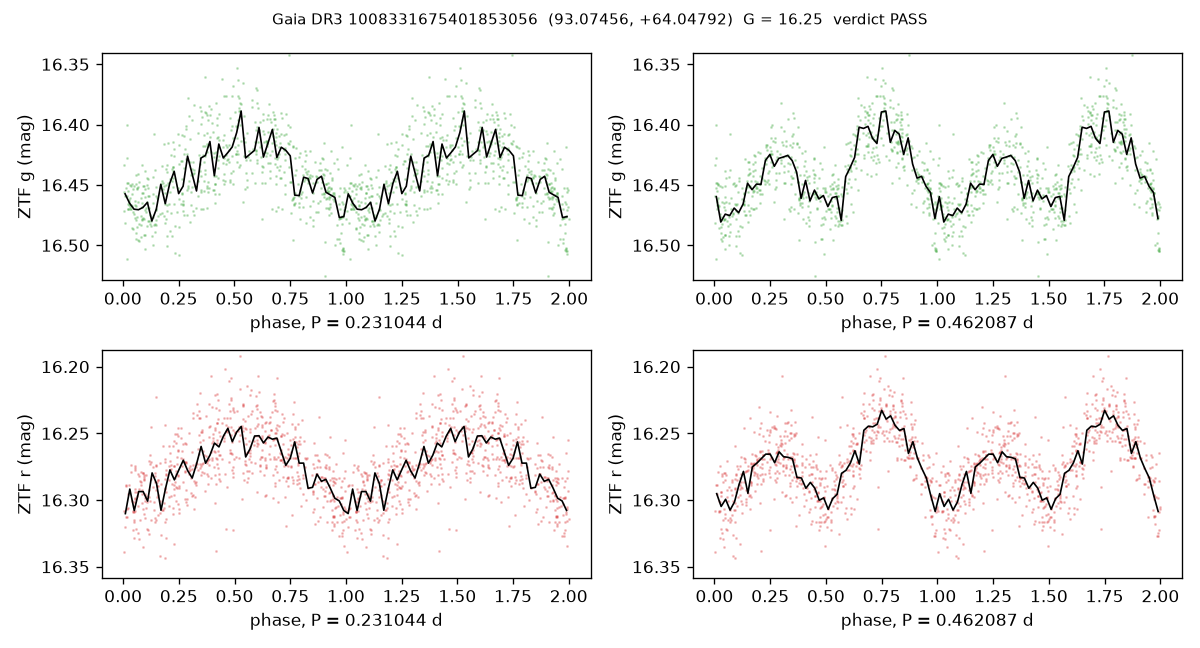 Gaia DR3 1008331675401853056  (93.07456, +64.04792)  G = 16.25  verdict PASS
ZTF g (mag)
16.35
16.40
16.45
16.50
0.00 0.25 0.50 0.75 1.00 1.25 1.50 1.75 2.00
phase, P = 0.231044 d
ZTF g (mag)
16.35
16.40
16.45
16.50
0.00 0.25 0.50 0.75 1.00 1.25 1.50 1.75 2.00
phase, P = 0.462087 d
ZTF r (mag)
16.20
16.25
16.30
16.35
0.00 0.25 0.50 0.75 1.00 1.25 1.50 1.75 2.00
phase, P = 0.231044 d
ZTF r (mag)
16.20
16.25
16.30
16.35
0.00 0.25 0.50 0.75 1.00 1.25 1.50 1.75 2.00
phase, P = 0.462087 d